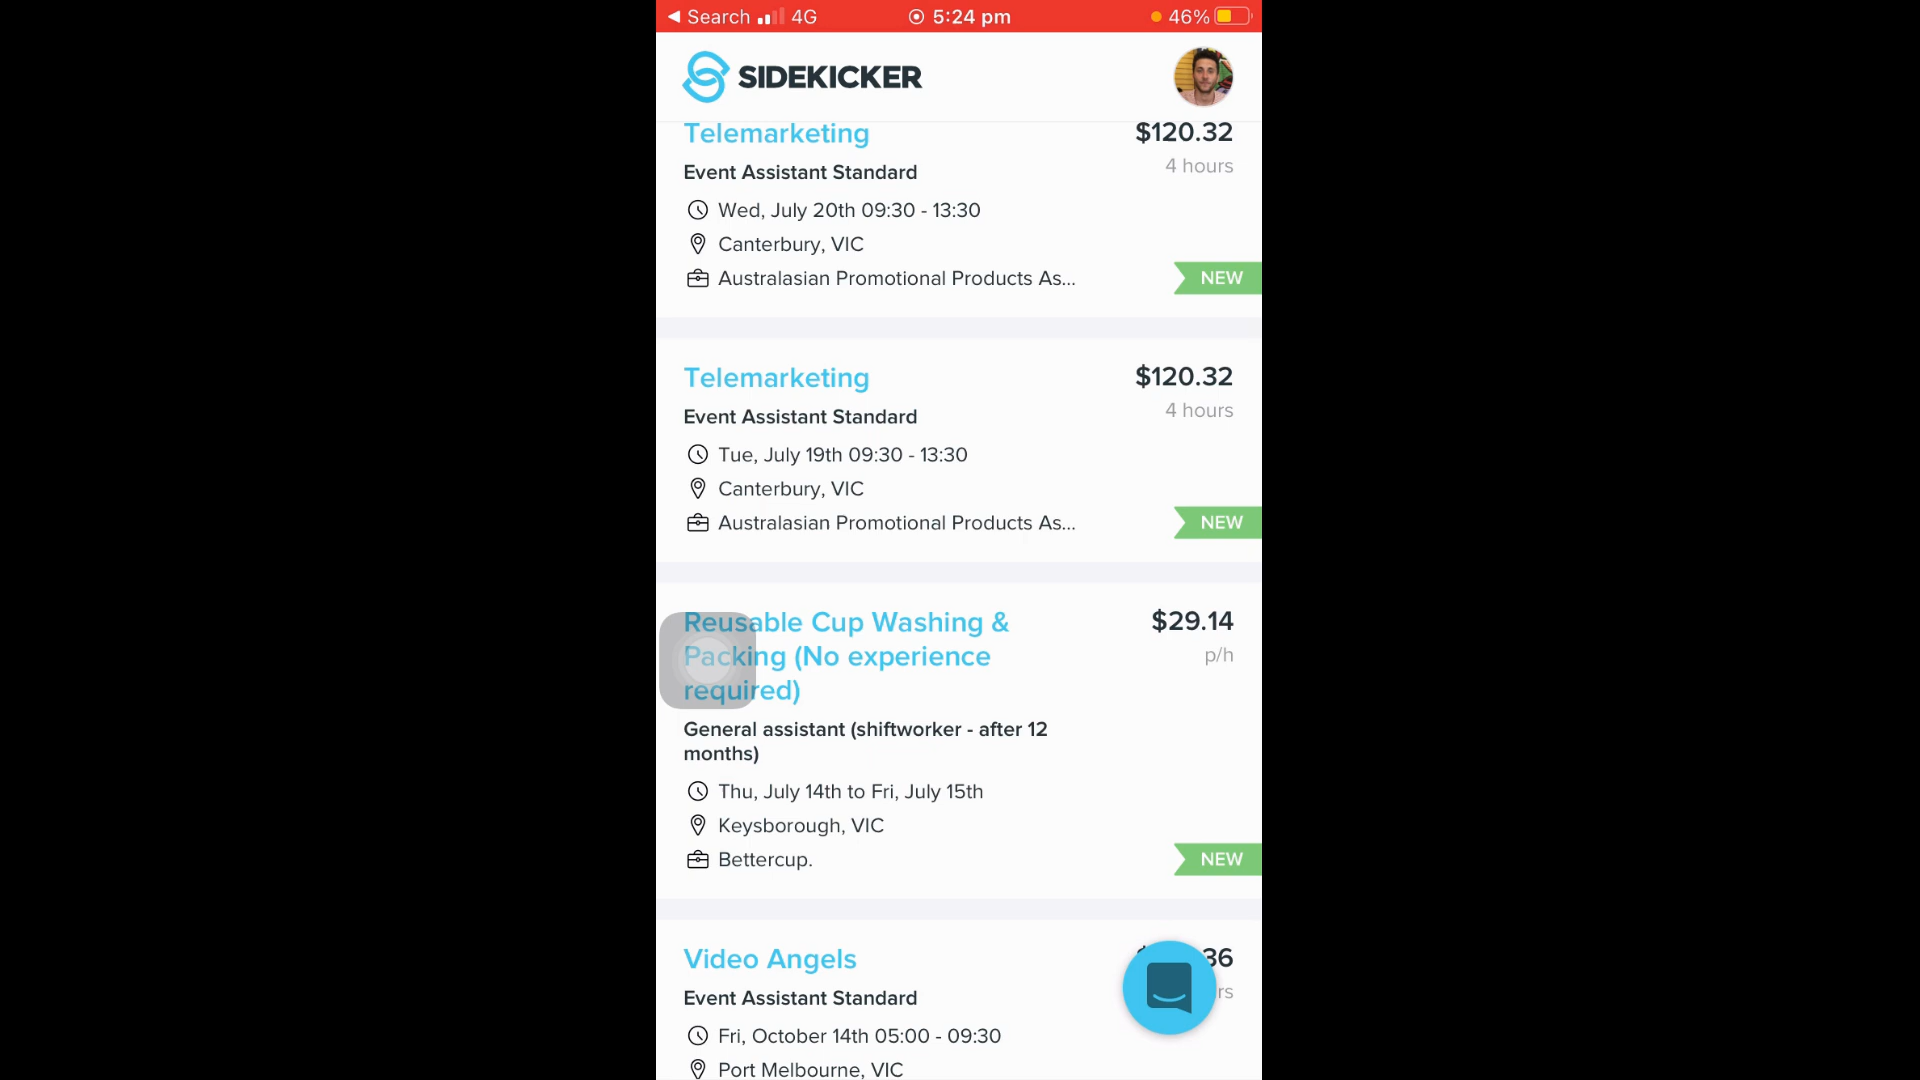 Search 4G 5:24 pm 46%
SIDEKICKER
Telemarketing $120.32
Event Assistant Standard 4 hours
Wed, July 20th 09:30 - 13:30
Canterbury, VIC
Australasian Promotional Products As... NEW
Telemarketing $120.32
Event Assistant Standard 4 hours
Tue, July 19th 09:30 - 13:30
Canterbury, VIC
Australasian Promotional Products As... NEW
Reusable Cup Washing & $29.14
Packing (No experience p/h
required)
General assistant (shiftworker - after 12
months)
Thu, July 14th to Fri, July 15th
Keysborough, VIC
Bettercup. NEW
Video Angels
Event Assistant Standard
Fri, October 14th 05:00 - 09:30
Port Melbourne, VIC